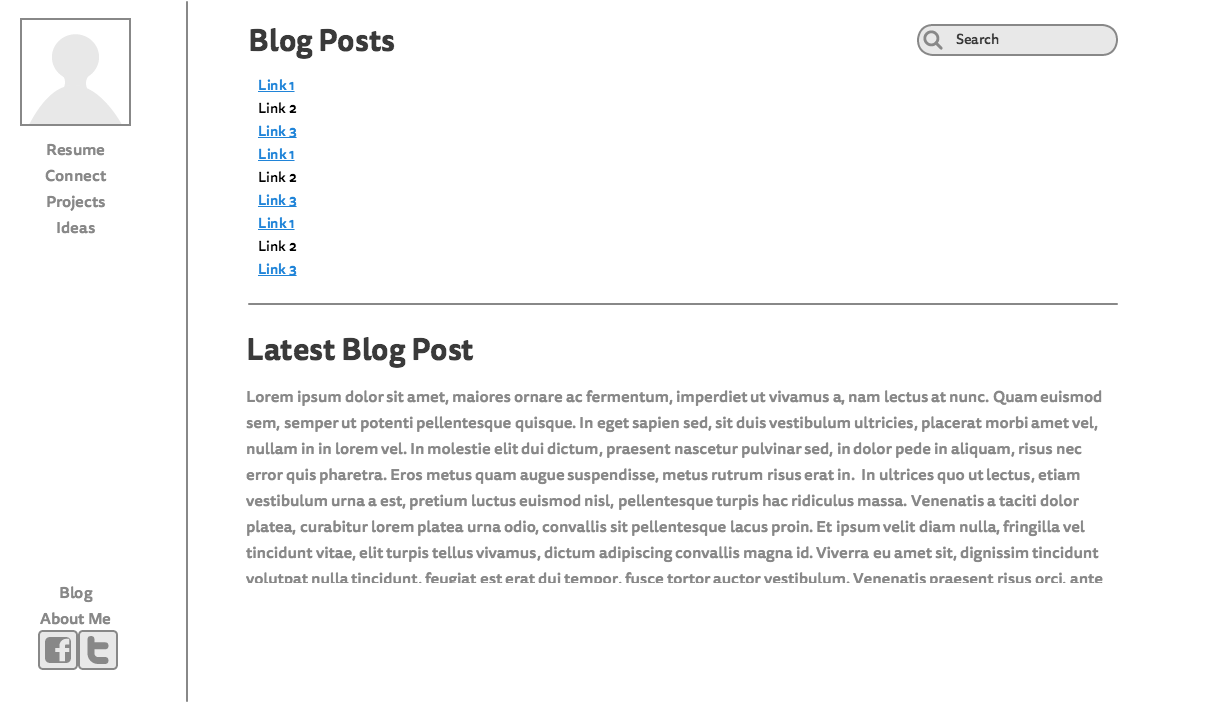 Resume
Connect
Projects
Ideas
Blog
About Me
Blog Posts
Search
Link 1
Link 2
Link 3
Link 1
Link 2
Link 3
Link 1
Link 2
Link 3
Latest Blog Post
Lorem ipsum dolor sit amet, maiores ornare ac fermentum, imperdiet ut vivamus a, nam lectus at nunc. Quam euismod
sem, semper ut potenti pellentesque quisque. In eget sapien sed, sit duis vestibulum ultricies, placerat morbi amet vel,
nullam in in lorem vel. In molestie elit dui dictum, praesent nascetur pulvinar sed, in dolor pede in aliquam, risus nec
error quis pharetra. Eros metus quam augue suspendisse, metus rutrum risus erat in.  In ultrices quo ut lectus, etiam
vestibulum urna a est, pretium luctus euismod nisl, pellentesque turpis hac ridiculus massa. Venenatis a taciti dolor
platea, curabitur lorem platea urna odio, convallis sit pellentesque lacus proin. Et ipsum velit diam nulla, fringilla vel
tincidunt vitae, elit turpis tellus vivamus, dictum adipiscing convallis magna id. Viverra eu amet sit, dignissim tincidunt
volutpat nulla tincidunt, feugiat est erat dui tempor, fusce tortor auctor vestibulum. Venenatis praesent risus orci, ante